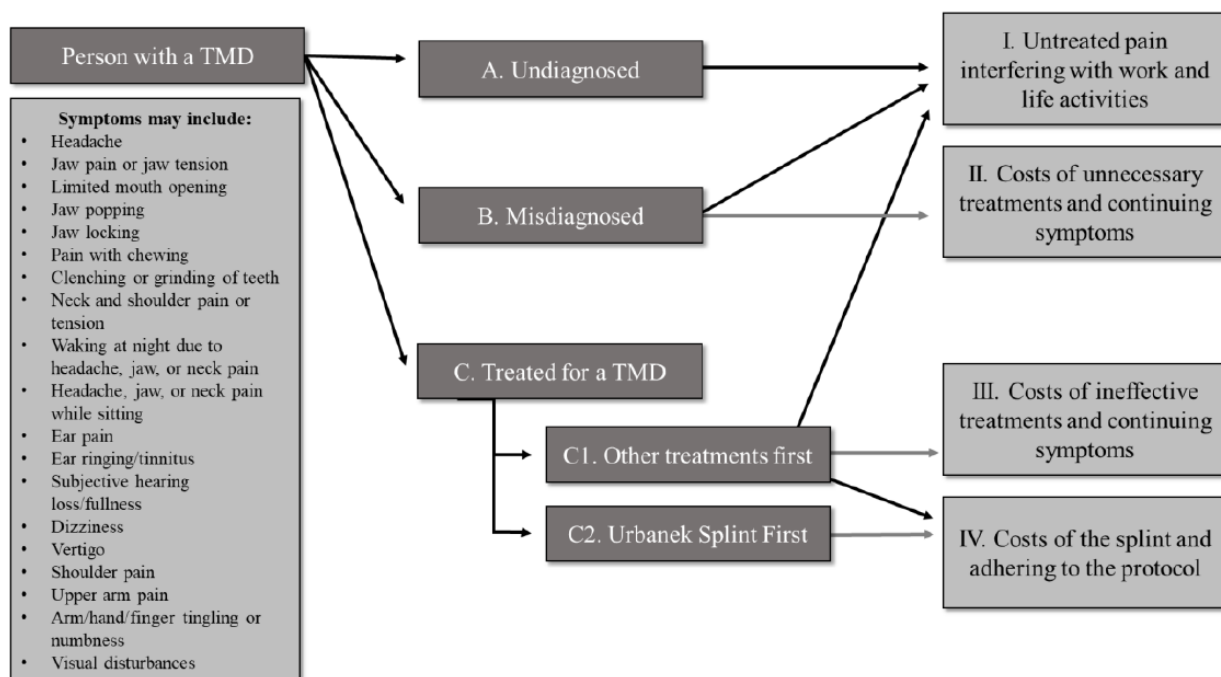 Person with a TMD
Symptoms may include:
• Headache
• Jaw pain or jaw tension
• Limited mouth opening
• Jaw popping
• Jaw locking
• Pain with chewing
• Clenching or grinding of teeth
• Neck and shoulder pain or
tension
• Waking at night due to
headache, jaw, or neck pain
• Headache, jaw, or neck pain
while sitting
• Ear pain
• Ear ringing/tinnitus
• Subjective hearing
loss/fullness
• Dizziness
• Vertigo
• Shoulder pain
• Upper arm pain
• Arm/hand/finger tingling or
numbness
• Visual disturbances
A. Undiagnosed
B. Misdiagnosed
C. Treated for a TMD
C1. Other treatments first
C2. Urbanek Splint First
I. Untreated pain
interfering with work and
life activities
II. Costs of unnecessary
treatments and continuing
symptoms
III. Costs of ineffective
treatments and continuing
symptoms
IV. Costs of the splint and
adhering to the protocol